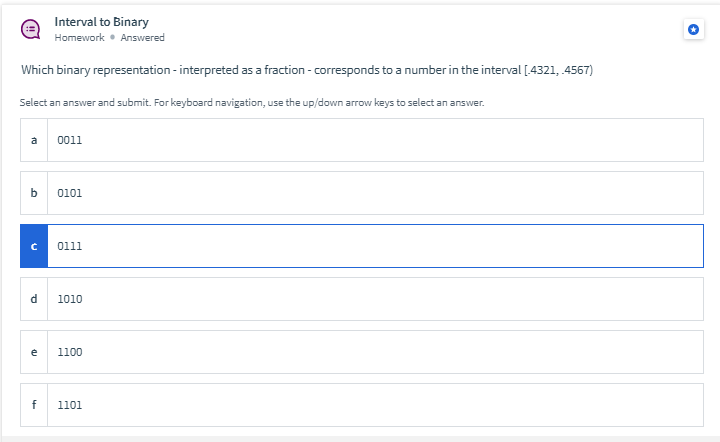 Interval to Binary
Homework • Answered
Which binary representation - interpreted as a fraction - corresponds to a number in the interval [.4321, .4567)
Select an answer and submit. For keyboard navigation, use the up/down arrow keys to select an answer.
a 0011
b 0101
c 0111
d 1010
e 1100
f 1101